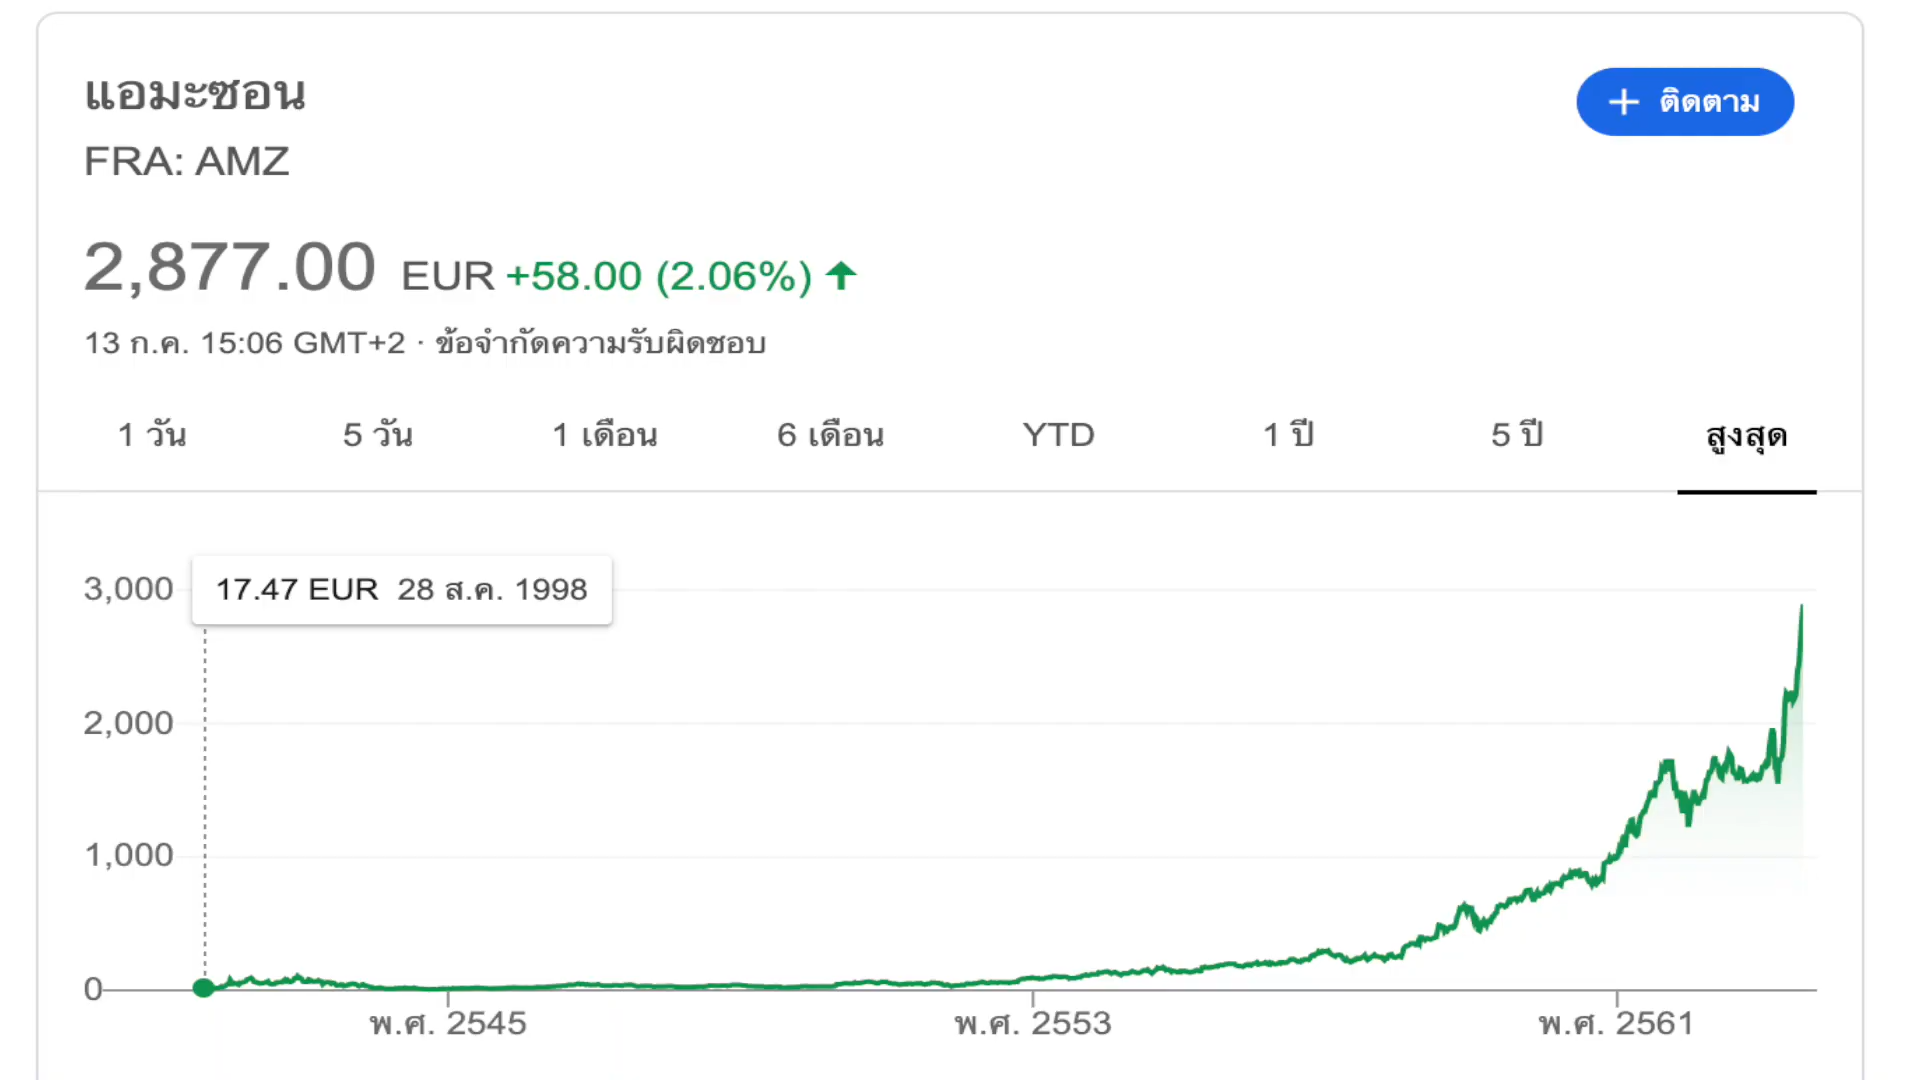 แอมะซอน
+ ติดตาม
FRA: AMZ
2,877.00 EUR +58.00 (2.06%)
13 ก.ค. 15:06 GMT+2 · ข้อจำกัดความรับผิดชอบ
1 วัน 5 วัน 1 เดือน 6 เดือน YTD 1 ปี 5 ปี สูงสุด
3,000
17.47 EUR 28 ส.ค. 1998
2,000
1,000
0
พ.ศ. 2545 พ.ศ. 2553 พ.ศ. 2561